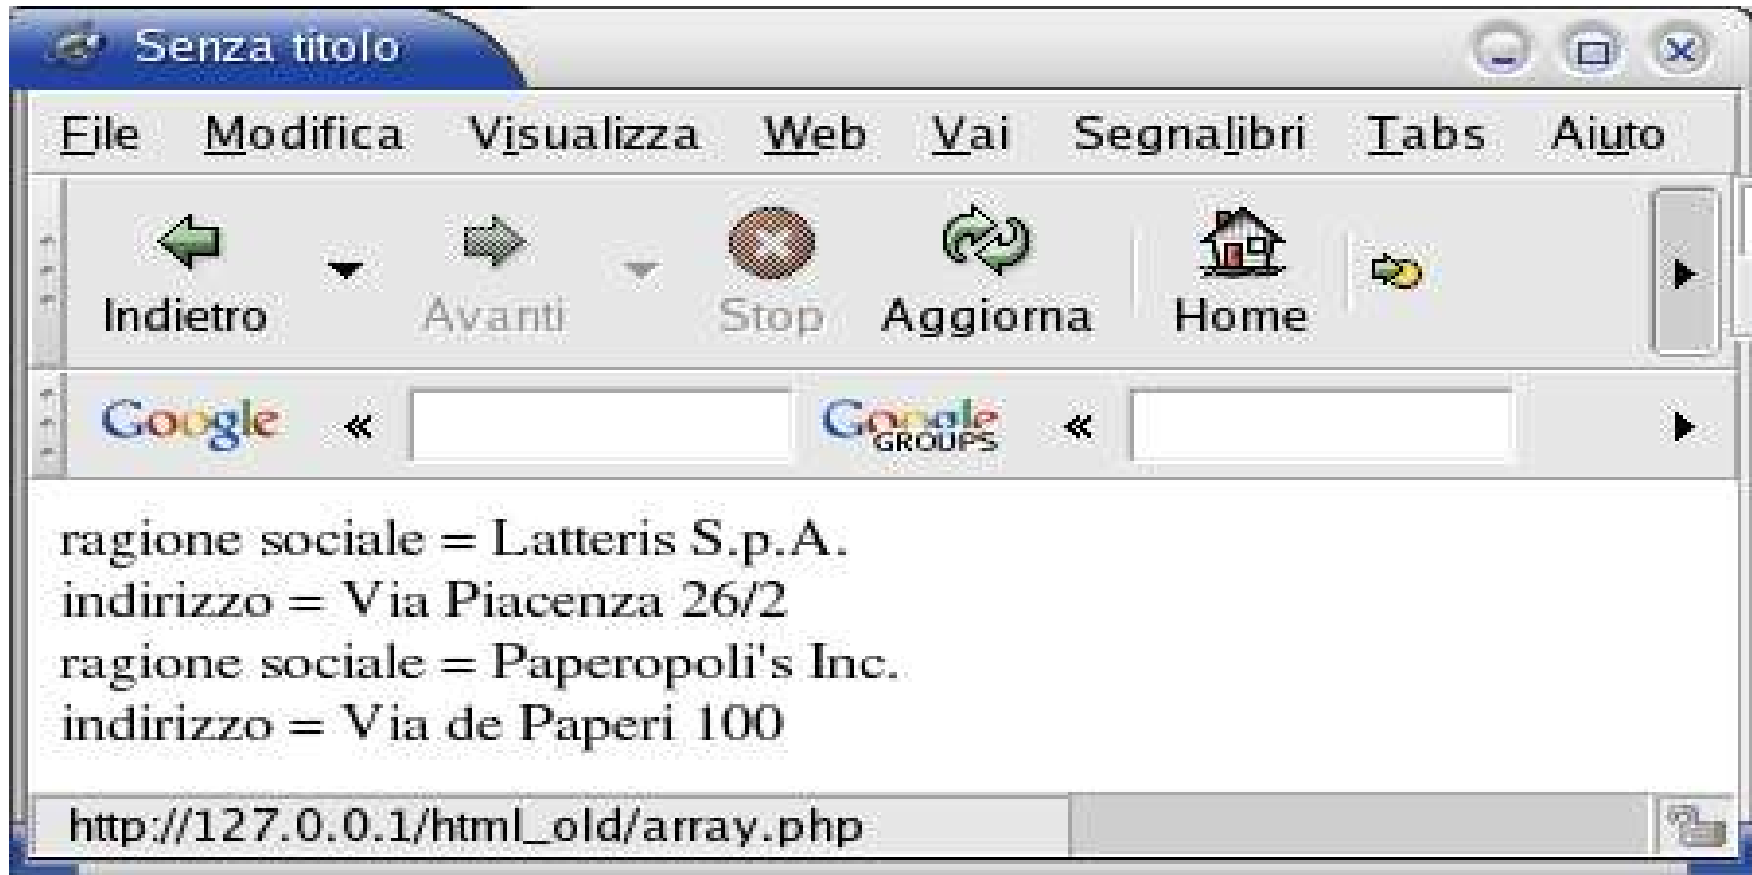 Senza titolo
File Modifica Visualizza Web Vai Segnalibri Tabs Aiuto
Indietro Avanti Stop Aggiorna Home
Google « Google GROUPS «
ragione sociale = Latteris S.p.A.
indirizzo = Via Piacenza 26/2
ragione sociale = Paperopoli's Inc.
indirizzo = Via de Paperi 100
http://127.0.0.1/html_old/array.php